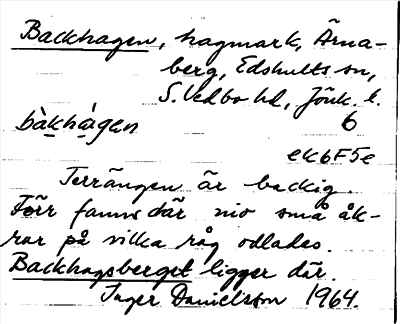 Backhagen, hagmark, Ärna-
berg, Edshults sn,
S. Vedbo hd, Jönk. l.
bàkhágen 6
ek6F5e
Terrängen är backig.
Förr fanns där nio små åk-
rar på vilka råg odlades.
Backhagsberget ligger där.
Inger Danielsson 1964.